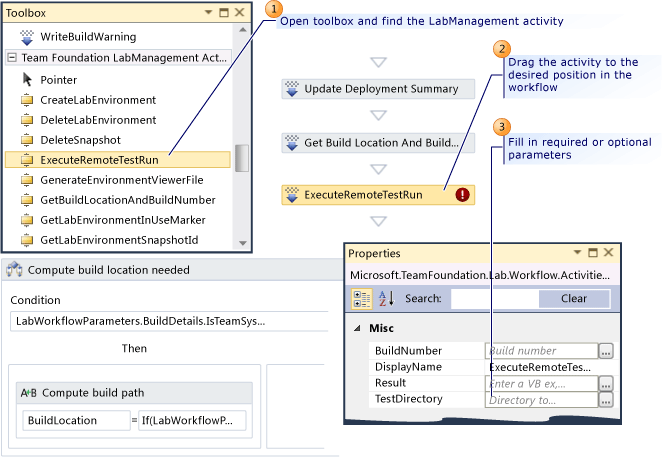 Toolbox
WriteBuildWarning
Team Foundation LabManagement Act...
Pointer
CreateLabEnvironment
DeleteLabEnvironment
DeleteSnapshot
ExecuteRemoteTestRun
GenerateEnvironmentViewerFile
GetBuildLocationAndBuildNumber
GetLabEnvironmentInUseMarker
GetLabEnvironmentSnapshotId
1
Open toolbox and find the LabManagement activity
2
Drag the activity to the
desired position in the
workflow
3
Fill in required or optional
parameters
Update Deployment Summary
Get Build Location And Build...
ExecuteRemoteTestRun
Compute build location needed
Condition
LabWorkflowParameters.BuildDetails.IsTeamSys...
Then
A+B Compute build path
BuildLocation = If(LabWorkflowP...
Properties
Microsoft.TeamFoundation.Lab.Workflow.Activitie...
A Z Search: Clear
Misc
BuildNumber Build number ...
DisplayName ExecuteRemoteTes...
Result Enter a VB ex,... ...
TestDirectory Directory to... ...